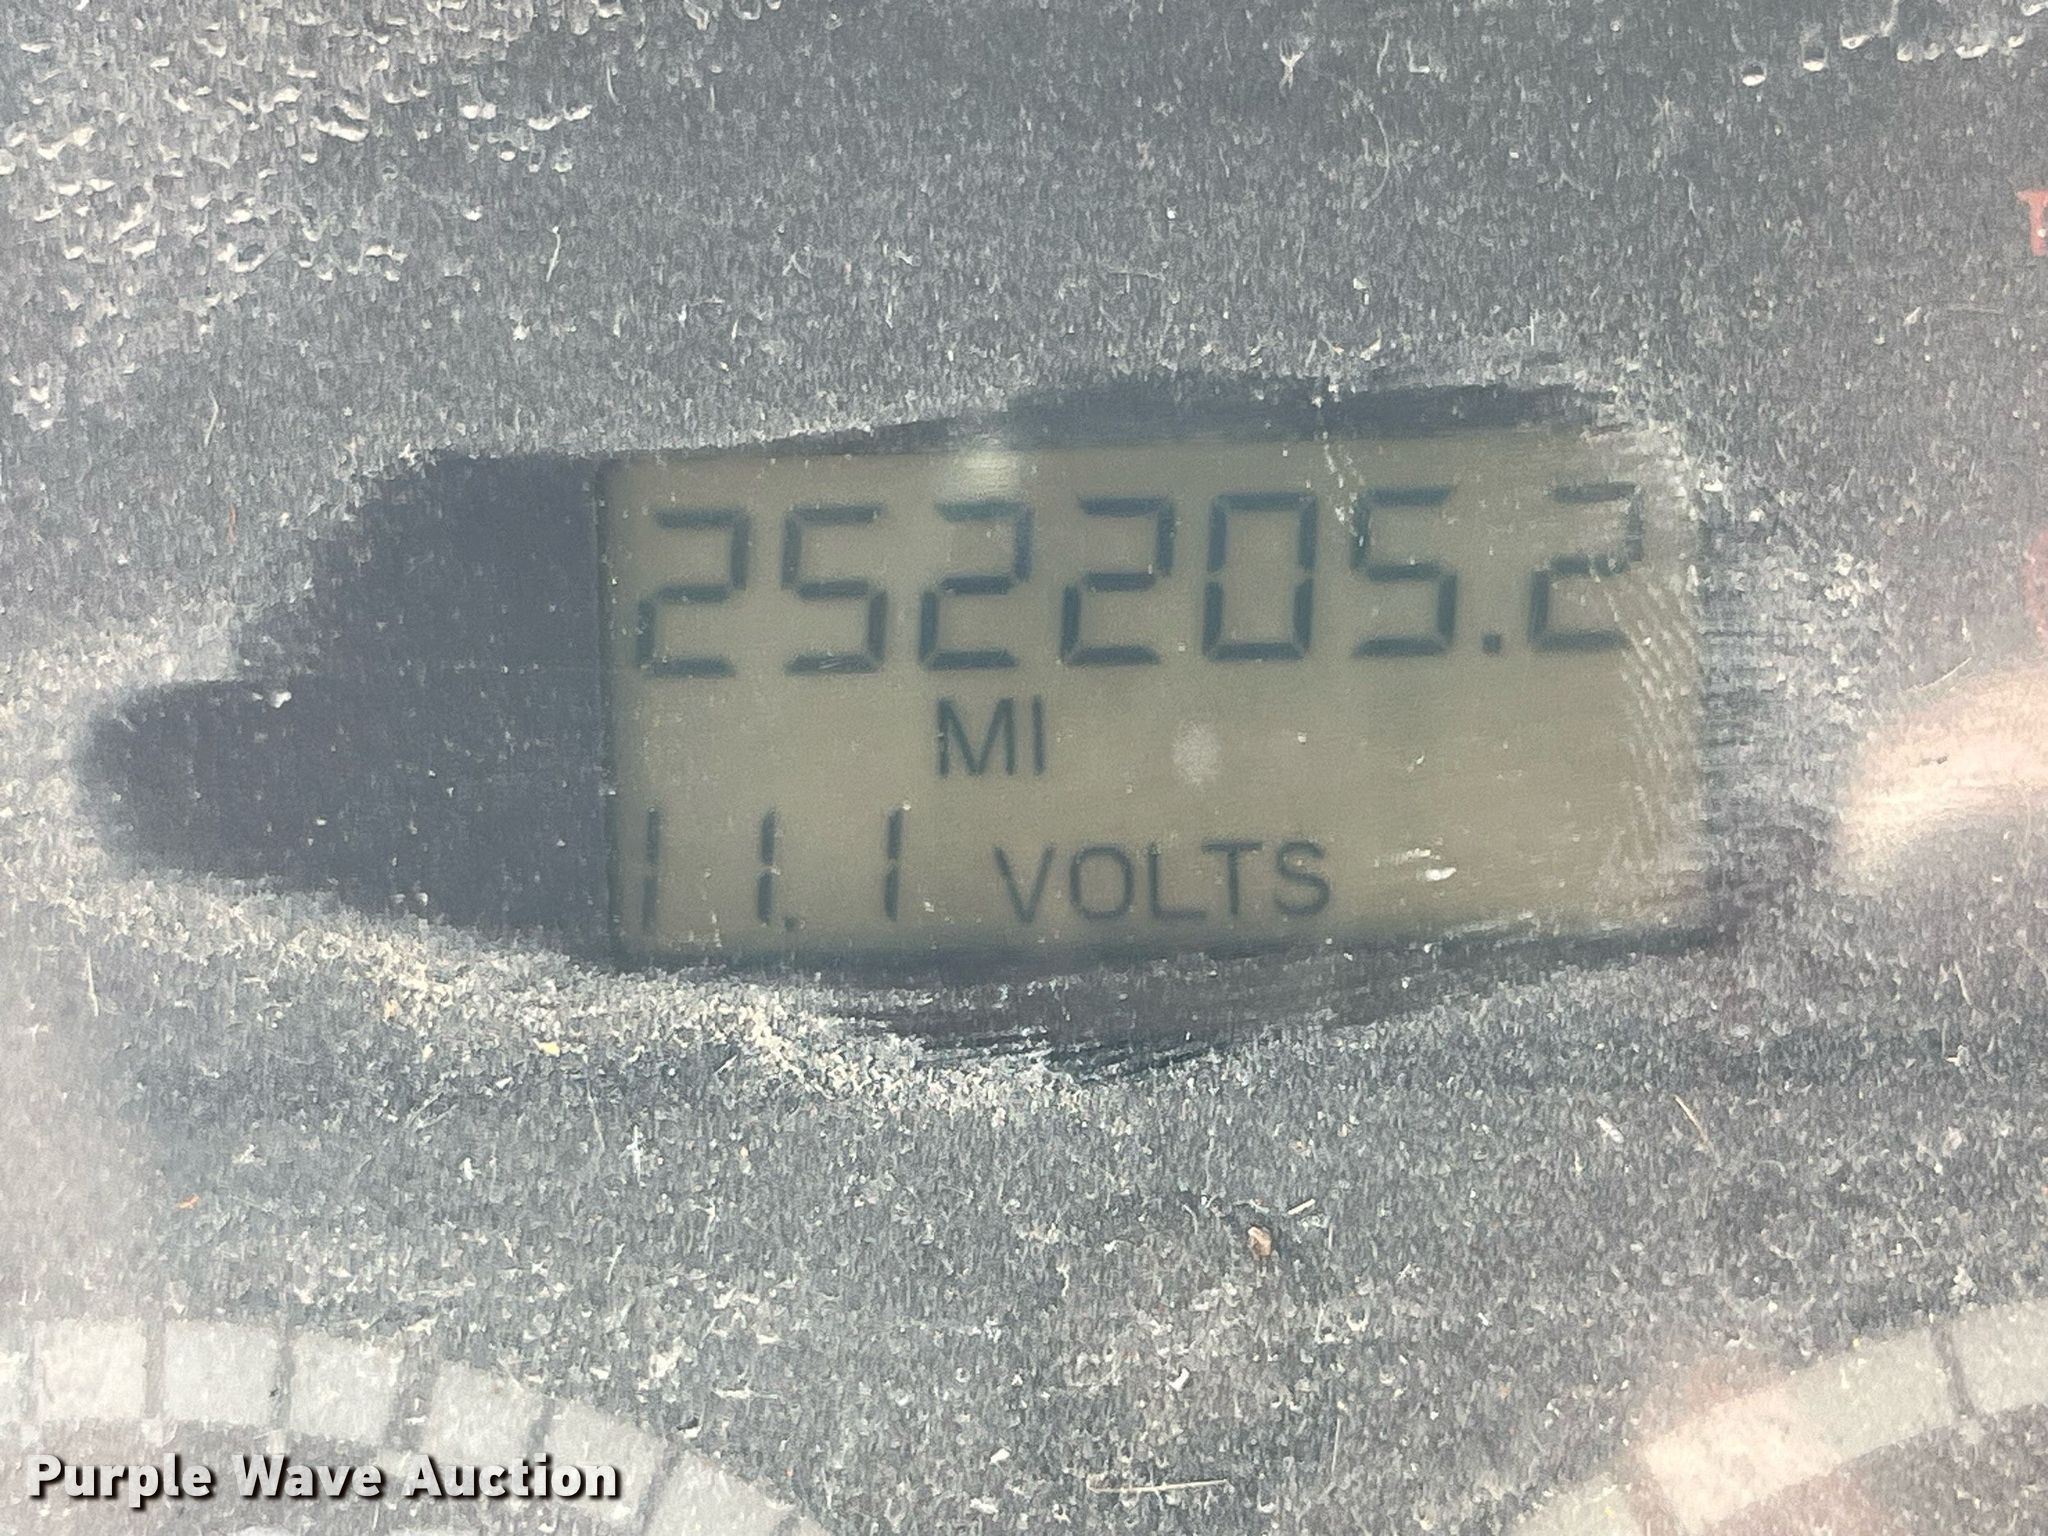 252205.2
MI
11.1 VOLTS
Purple Wave Auction